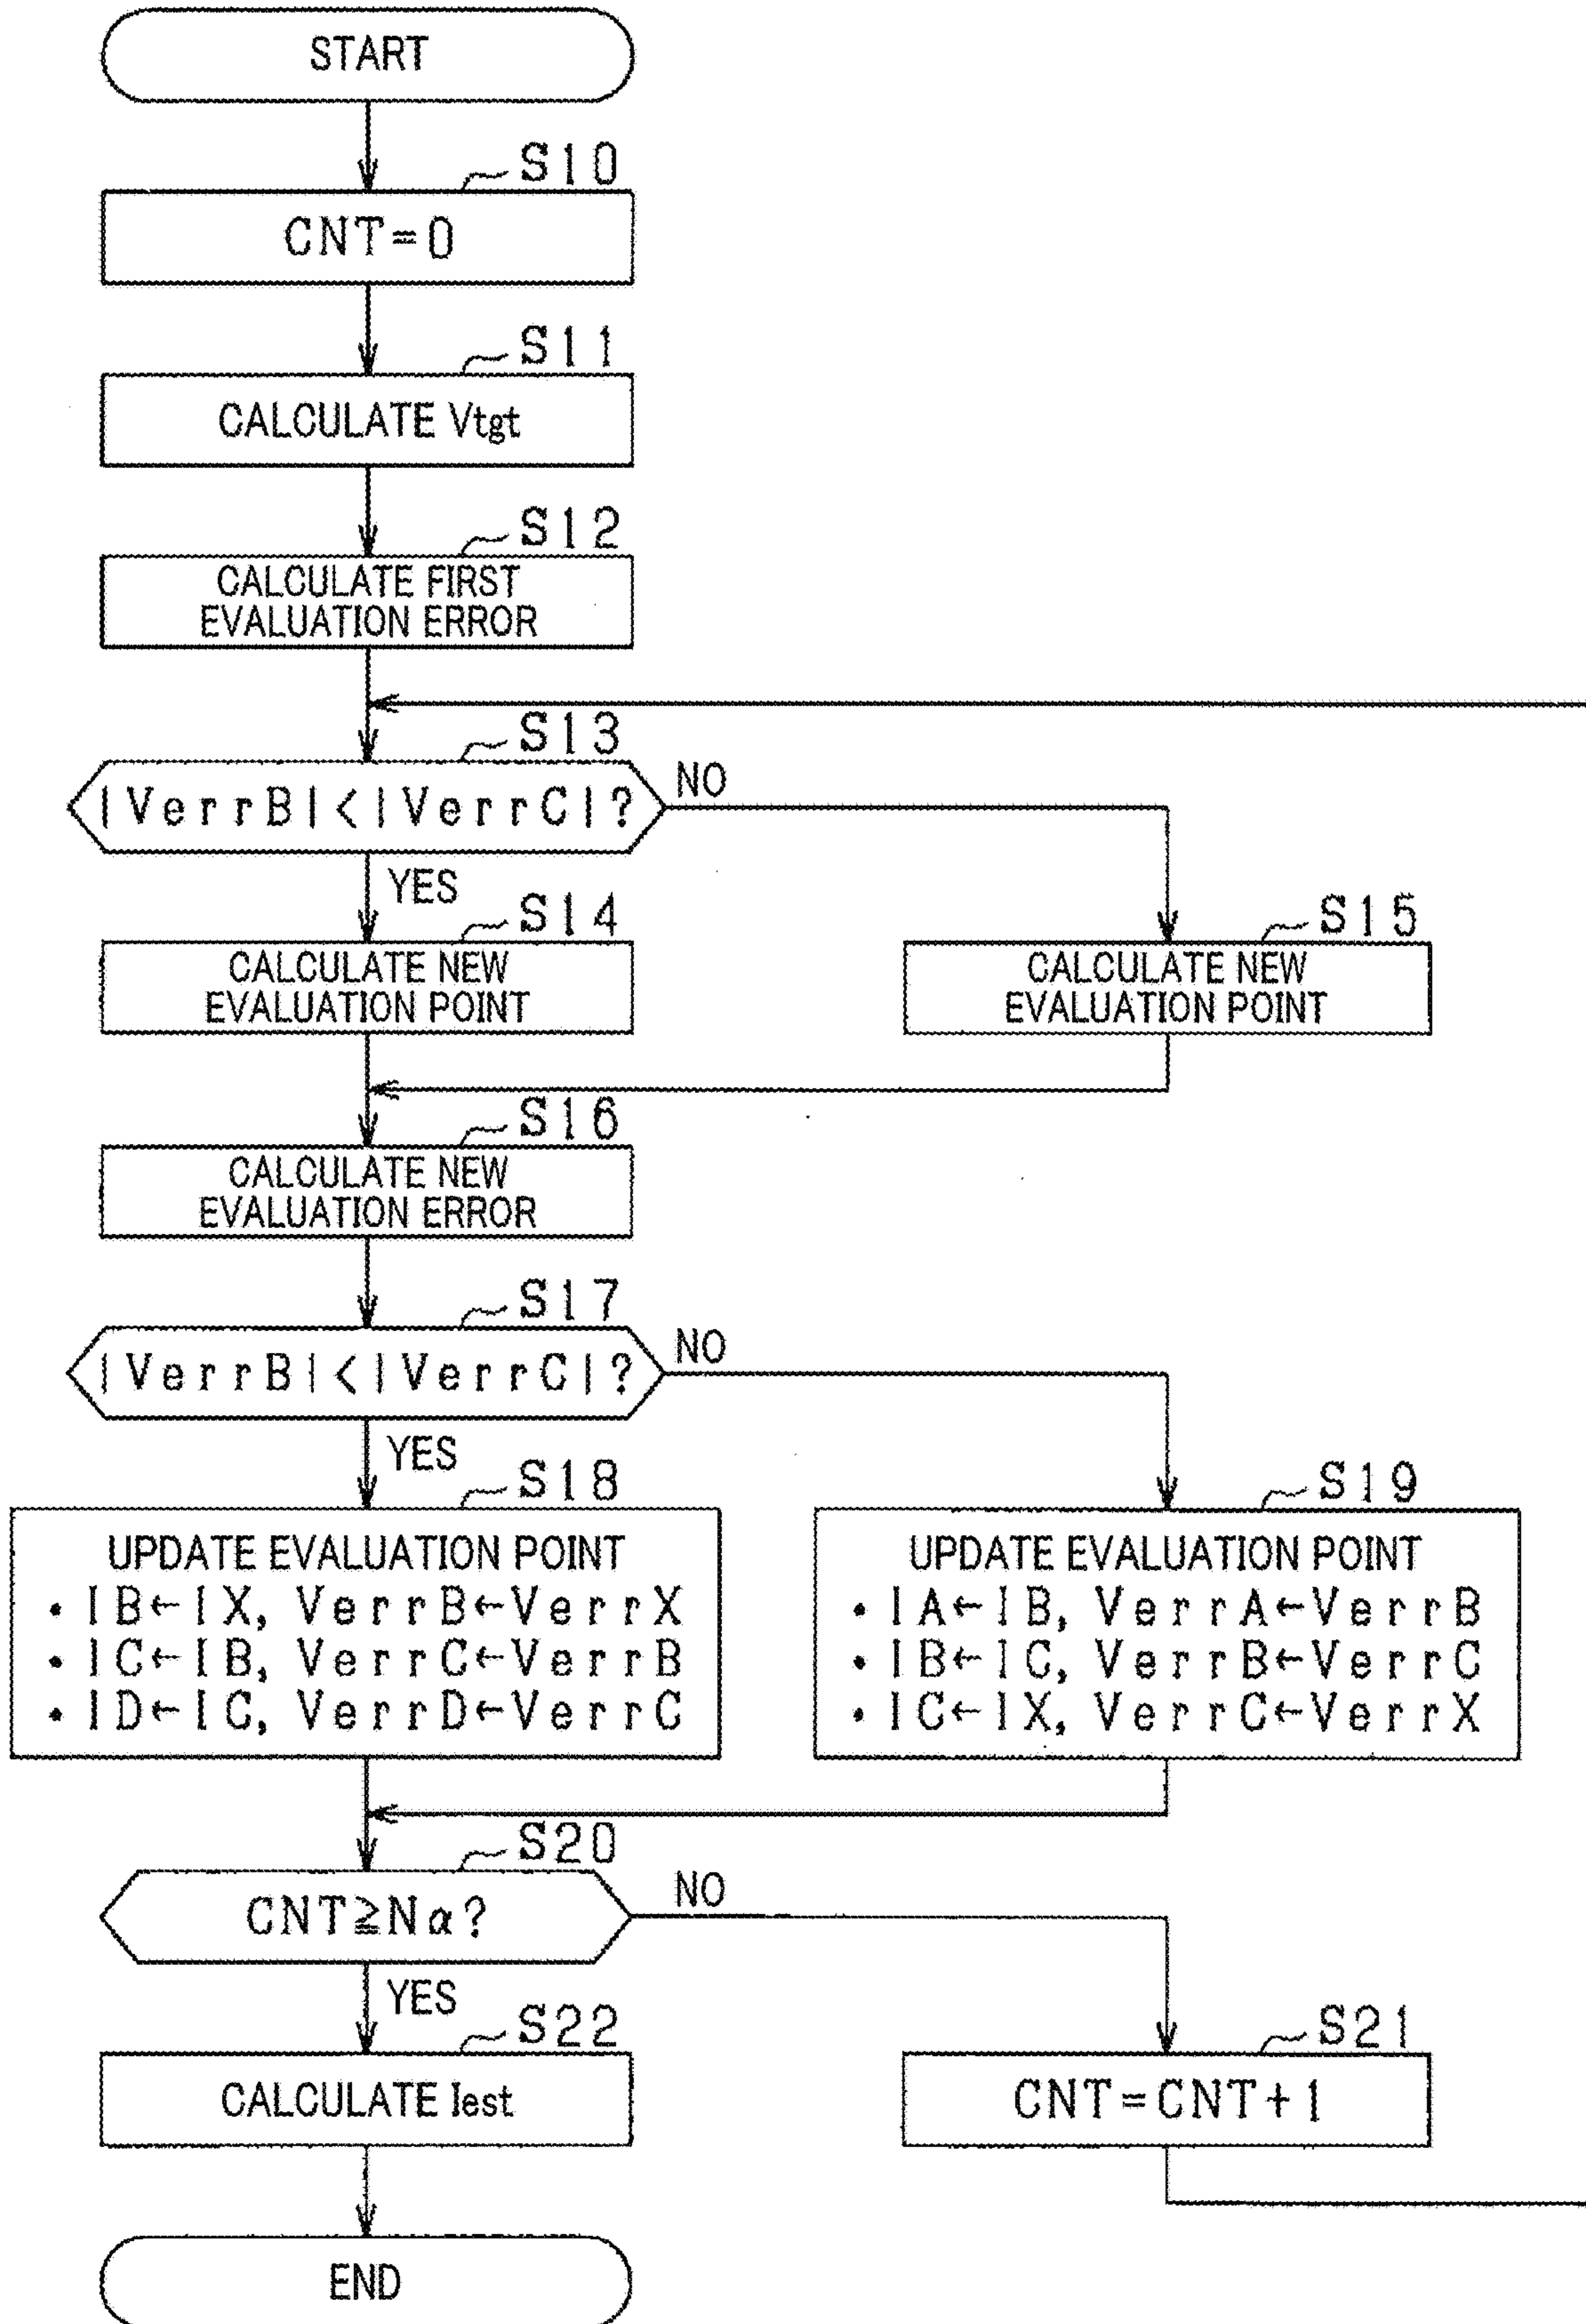 START
S10
CNT=0
S11
CALCULATE Vtgt
S12
CALCULATE FIRST
EVALUATION ERROR
S13
|VerrB|<|VerrC|?
NO
YES
S14
CALCULATE NEW
EVALUATION POINT
S15
CALCULATE NEW
EVALUATION POINT
S16
CALCULATE NEW
EVALUATION ERROR
S17
|VerrB|<|VerrC|?
NO
YES
S18
UPDATE EVALUATION POINT
・IB←IX, VerrB←VerrX
・IC←IB, VerrC←VerrB
・ID←IC, VerrD←VerrC
S19
UPDATE EVALUATION POINT
・IA←IB, VerrA←VerrB
・IB←IC, VerrB←VerrC
・IC←IX, VerrC←VerrX
S20
CNT≧Nα?
NO
YES
S22
CALCULATE Iest
S21
CNT=CNT+1
END